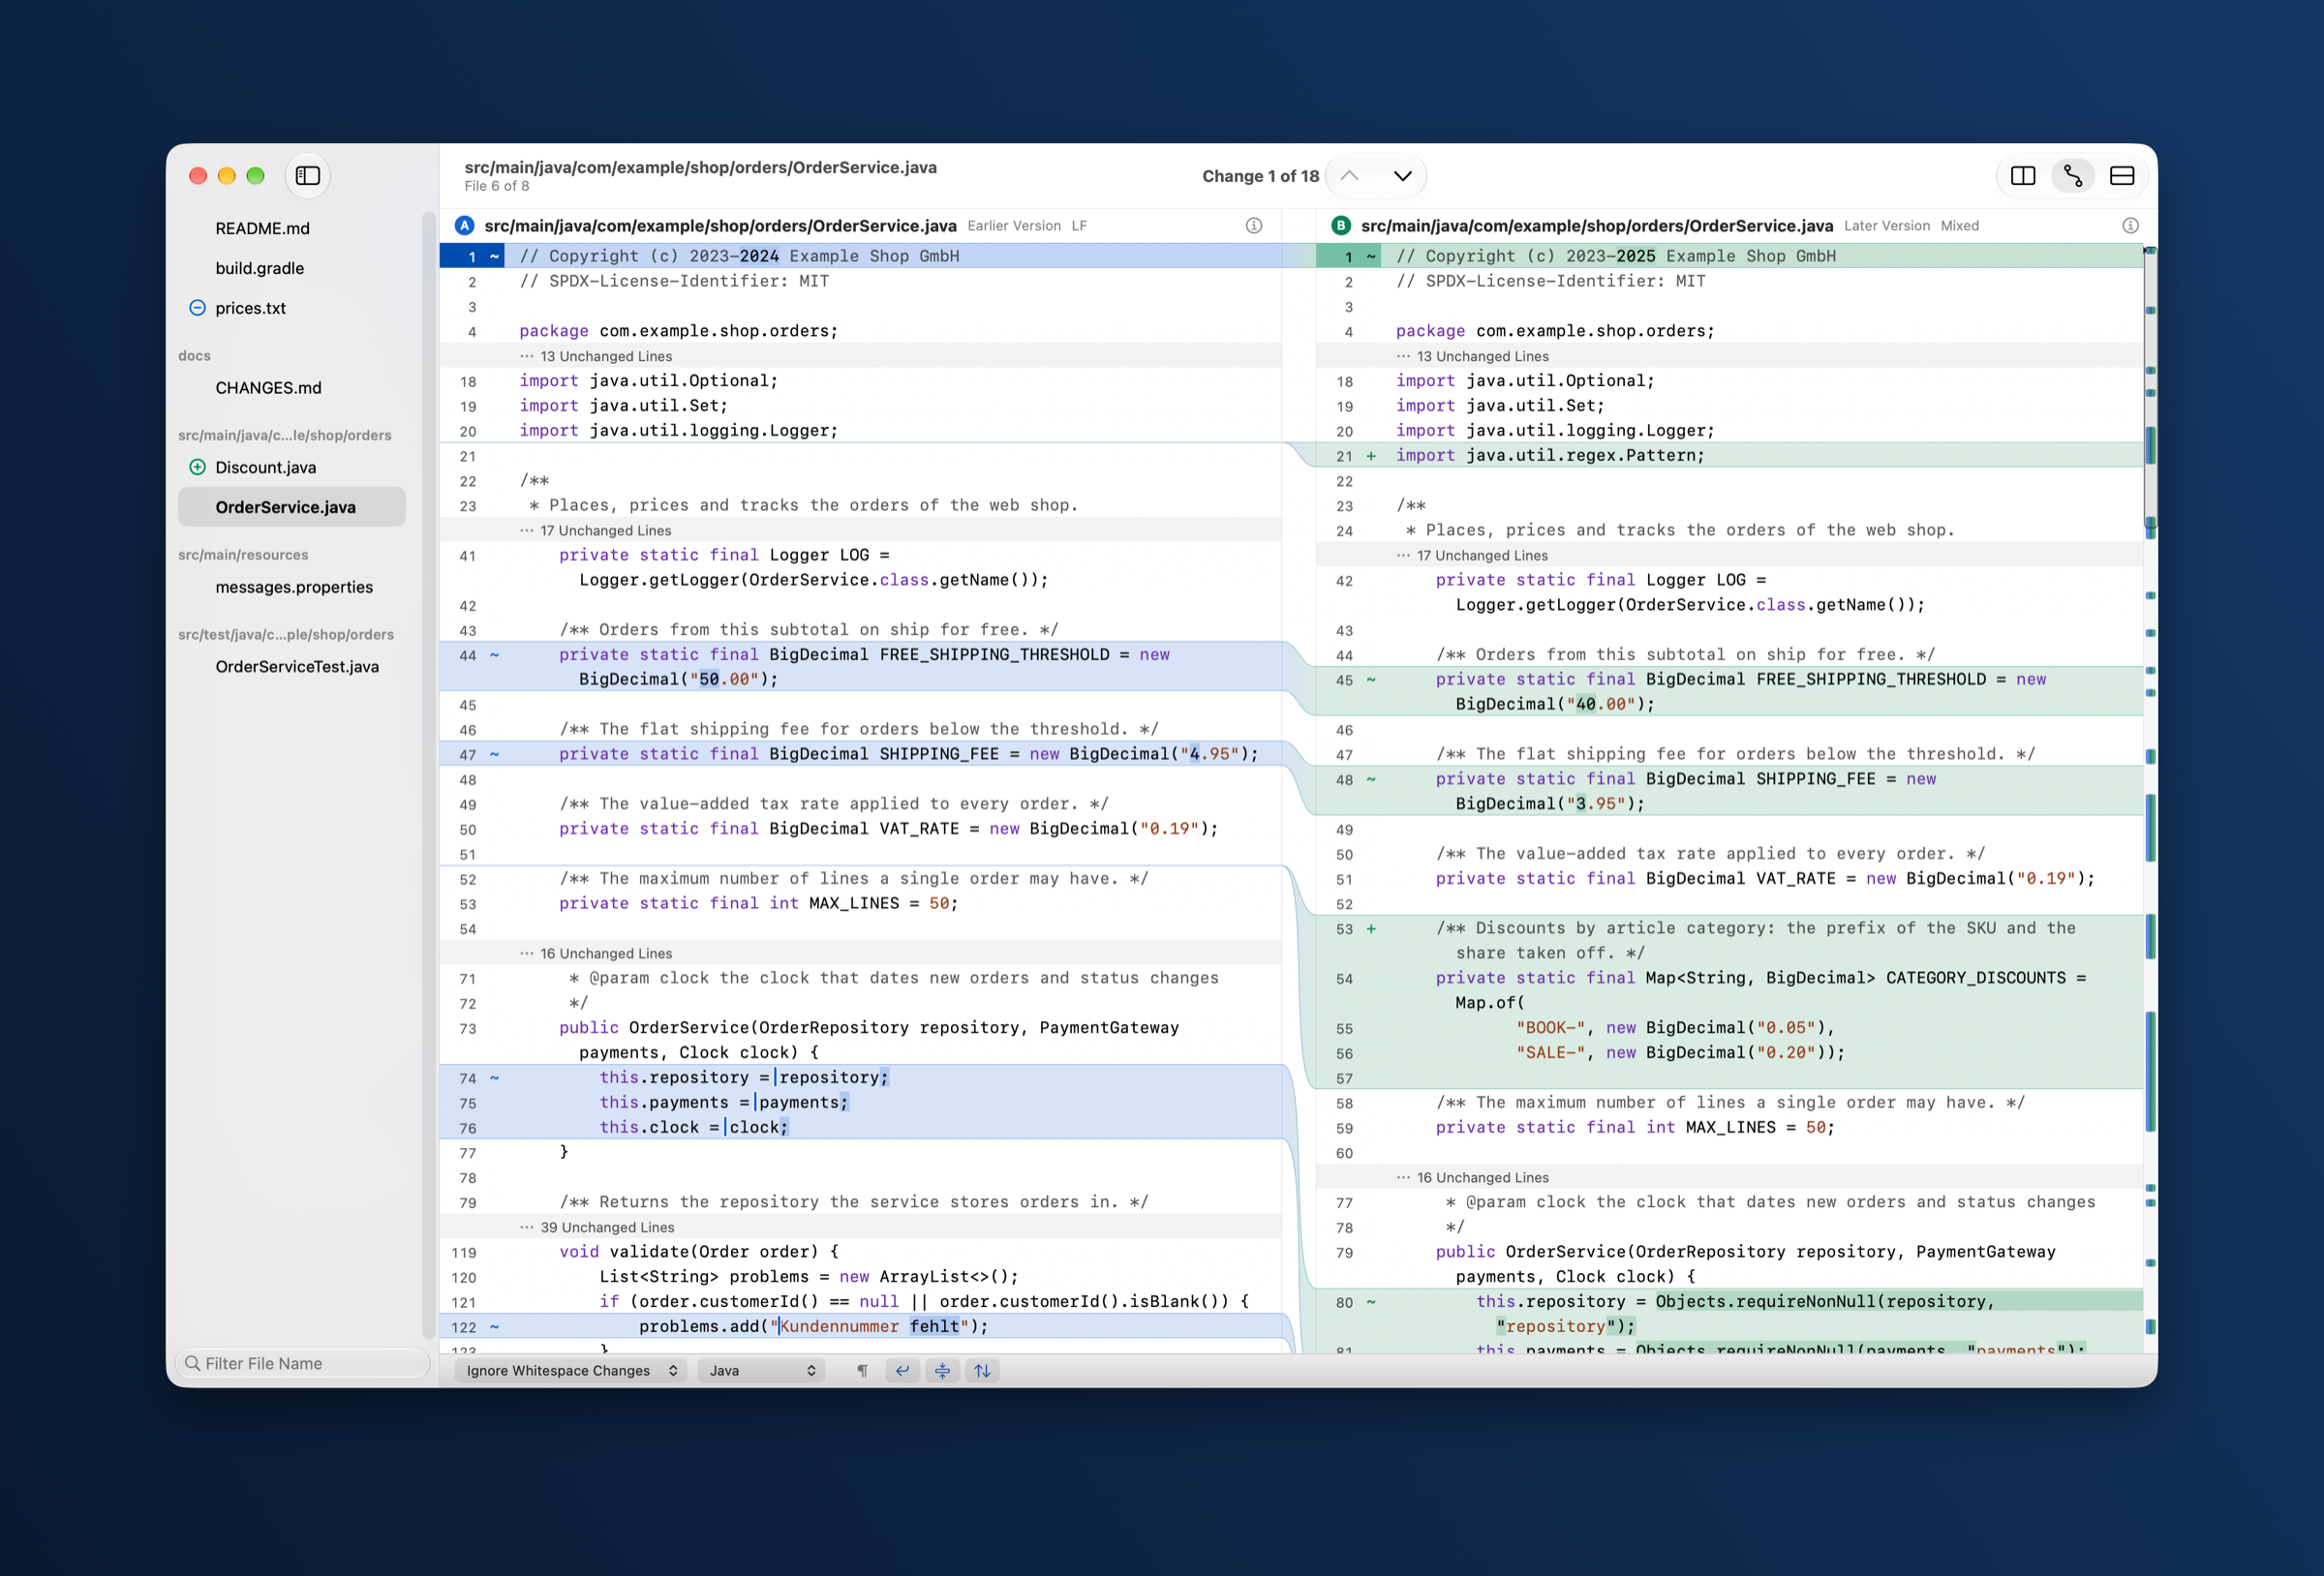 src/main/java/com/example/shop/orders/OrderService.java
File 6 of 8
Change 1 of 18
README.md
build.gradle
prices.txt
docs
CHANGES.md
src/main/java/c...le/shop/orders
Discount.java
OrderService.java
src/main/resources
messages.properties
src/test/java/c...ple/shop/orders
OrderServiceTest.java
Filter File Name
A src/main/java/com/example/shop/orders/OrderService.java Earlier Version LF
1 ~ // Copyright (c) 2023-2024 Example Shop GmbH
2 // SPDX-License-Identifier: MIT
3
4 package com.example.shop.orders;
··· 13 Unchanged Lines
18 import java.util.Optional;
19 import java.util.Set;
20 import java.util.logging.Logger;
21
22 /**
23 * Places, prices and tracks the orders of the web shop.
··· 17 Unchanged Lines
41 private static final Logger LOG =
Logger.getLogger(OrderService.class.getName());
42
43 /** Orders from this subtotal on ship for free. */
44 ~ private static final BigDecimal FREE_SHIPPING_THRESHOLD = new
BigDecimal("50.00");
45
46 /** The flat shipping fee for orders below the threshold. */
47 ~ private static final BigDecimal SHIPPING_FEE = new BigDecimal("4.95");
48
49 /** The value-added tax rate applied to every order. */
50 private static final BigDecimal VAT_RATE = new BigDecimal("0.19");
51
52 /** The maximum number of lines a single order may have. */
53 private static final int MAX_LINES = 50;
54
··· 16 Unchanged Lines
71 * @param clock the clock that dates new orders and status changes
72 */
73 public OrderService(OrderRepository repository, PaymentGateway
payments, Clock clock) {
74 ~ this.repository = repository;
75 this.payments = payments;
76 this.clock = clock;
77 }
78
79 /** Returns the repository the service stores orders in. */
··· 39 Unchanged Lines
119 void validate(Order order) {
120 List<String> problems = new ArrayList<>();
121 if (order.customerId() == null || order.customerId().isBlank()) {
122 ~ problems.add("Kundennummer fehlt");
123 }
B src/main/java/com/example/shop/orders/OrderService.java Later Version Mixed
1 ~ // Copyright (c) 2023-2025 Example Shop GmbH
2 // SPDX-License-Identifier: MIT
3
4 package com.example.shop.orders;
··· 13 Unchanged Lines
18 import java.util.Optional;
19 import java.util.Set;
20 import java.util.logging.Logger;
21 + import java.util.regex.Pattern;
22
23 /**
24 * Places, prices and tracks the orders of the web shop.
··· 17 Unchanged Lines
42 private static final Logger LOG =
Logger.getLogger(OrderService.class.getName());
43
44 /** Orders from this subtotal on ship for free. */
45 ~ private static final BigDecimal FREE_SHIPPING_THRESHOLD = new
BigDecimal("40.00");
46
47 /** The flat shipping fee for orders below the threshold. */
48 ~ private static final BigDecimal SHIPPING_FEE = new
BigDecimal("3.95");
49
50 /** The value-added tax rate applied to every order. */
51 private static final BigDecimal VAT_RATE = new BigDecimal("0.19");
52
53 + /** Discounts by article category: the prefix of the SKU and the
share taken off. */
54 private static final Map<String, BigDecimal> CATEGORY_DISCOUNTS =
Map.of(
55 "BOOK-", new BigDecimal("0.05"),
56 "SALE-", new BigDecimal("0.20"));
57
58 /** The maximum number of lines a single order may have. */
59 private static final int MAX_LINES = 50;
60
··· 16 Unchanged Lines
77 * @param clock the clock that dates new orders and status changes
78 */
79 public OrderService(OrderRepository repository, PaymentGateway
payments, Clock clock) {
80 ~ this.repository = Objects.requireNonNull(repository,
"repository");
81 this.payments = Objects.requireNonNull(payments, "payments");
Ignore Whitespace Changes
Java
¶